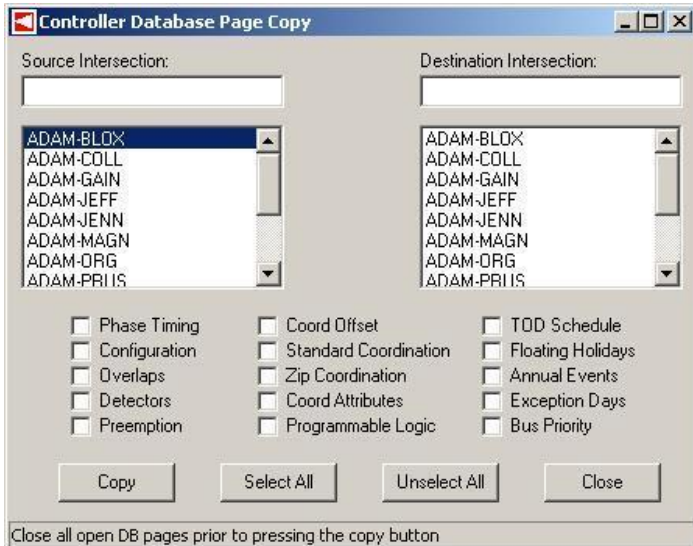 Controller Database Page Copy
Source Intersection:
Destination Intersection:
ADAM-BLOX
ADAM-COLL
ADAM-GAIN
ADAM-JEFF
ADAM-JENN
ADAM-MAGN
ADAM-ORG
ADAM-PBUS
ADAM-BLOX
ADAM-COLL
ADAM-GAIN
ADAM-JEFF
ADAM-JENN
ADAM-MAGN
ADAM-ORG
ADAM-PBUS
Phase Timing
Configuration
Overlaps
Detectors
Preemption
Coord Offset
Standard Coordination
Zip Coordination
Coord Attributes
Programmable Logic
TOD Schedule
Floating Holidays
Annual Events
Exception Days
Bus Priority
Copy
Select All
Unselect All
Close
Close all open DB pages prior to pressing the copy button